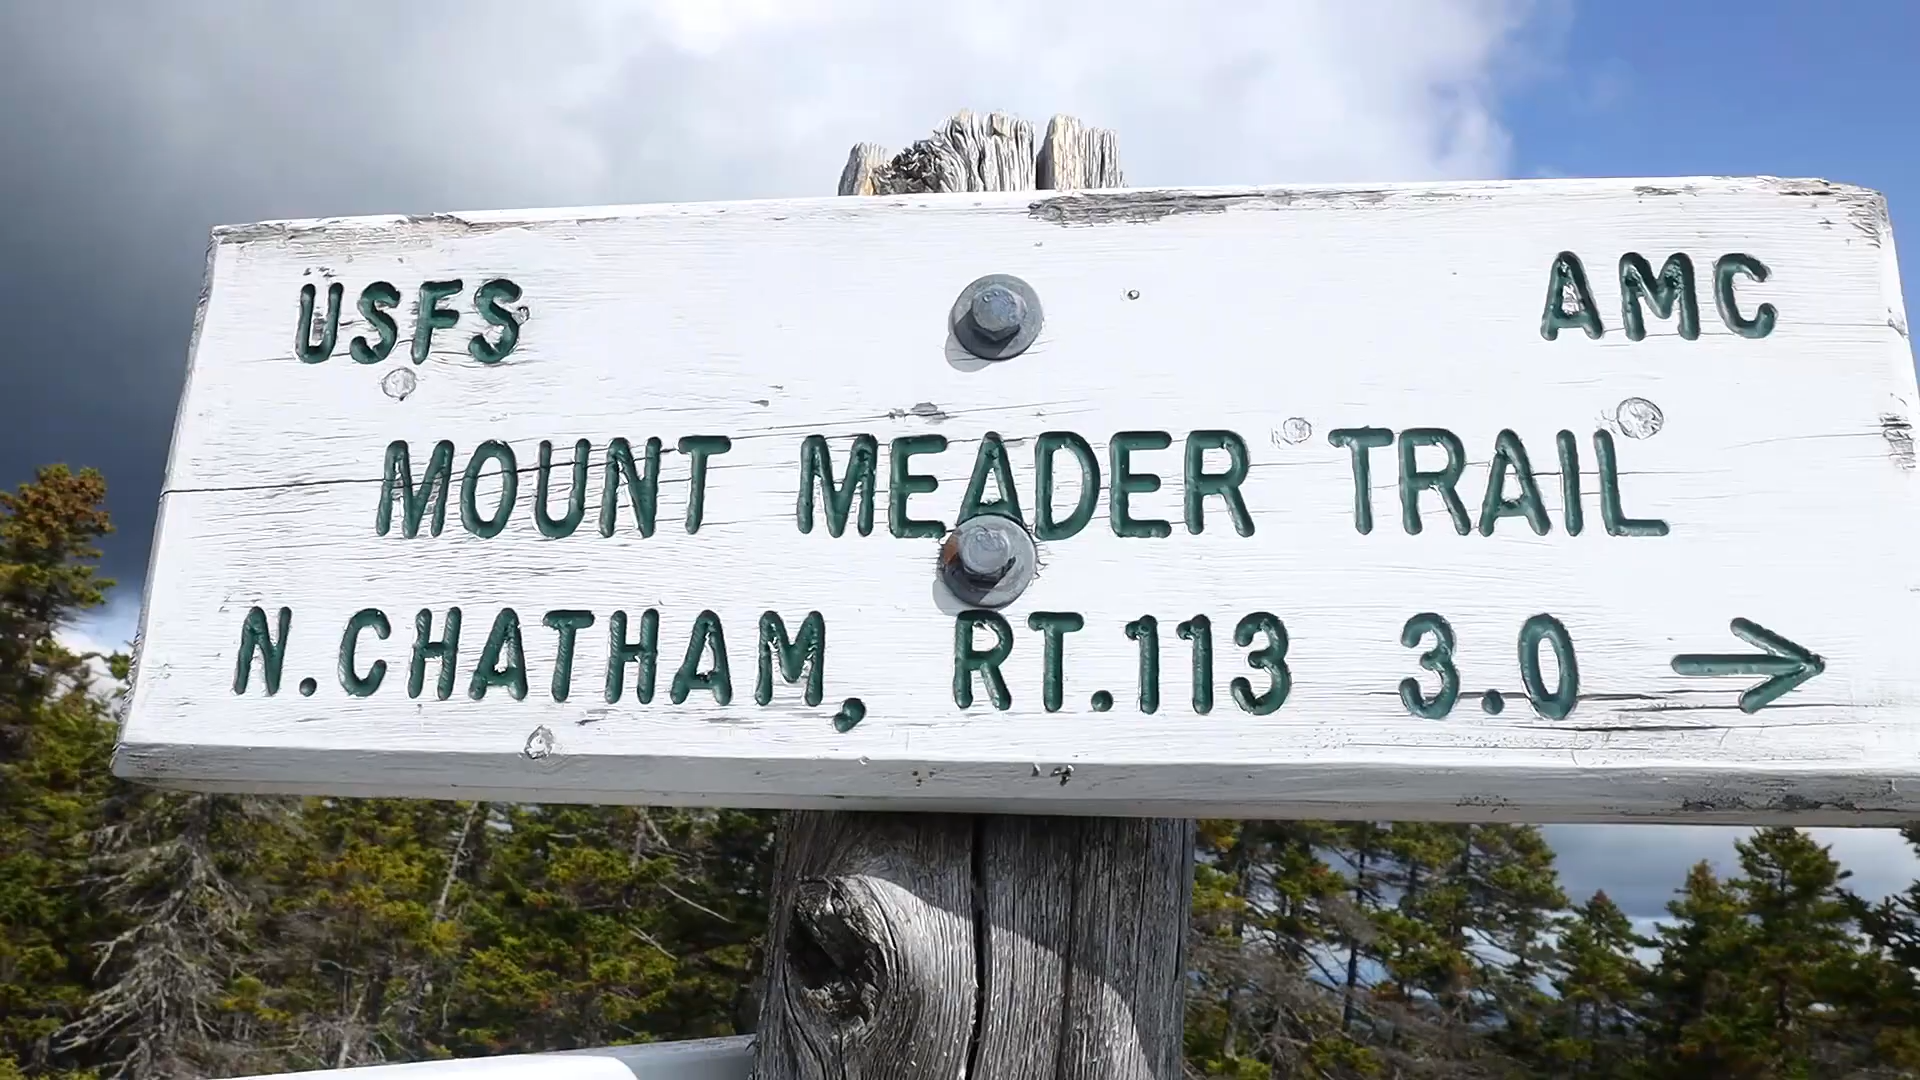 USFS AMC
MOUNT MEADER TRAIL
N. CHATHAM, RT. 113 3.0 →